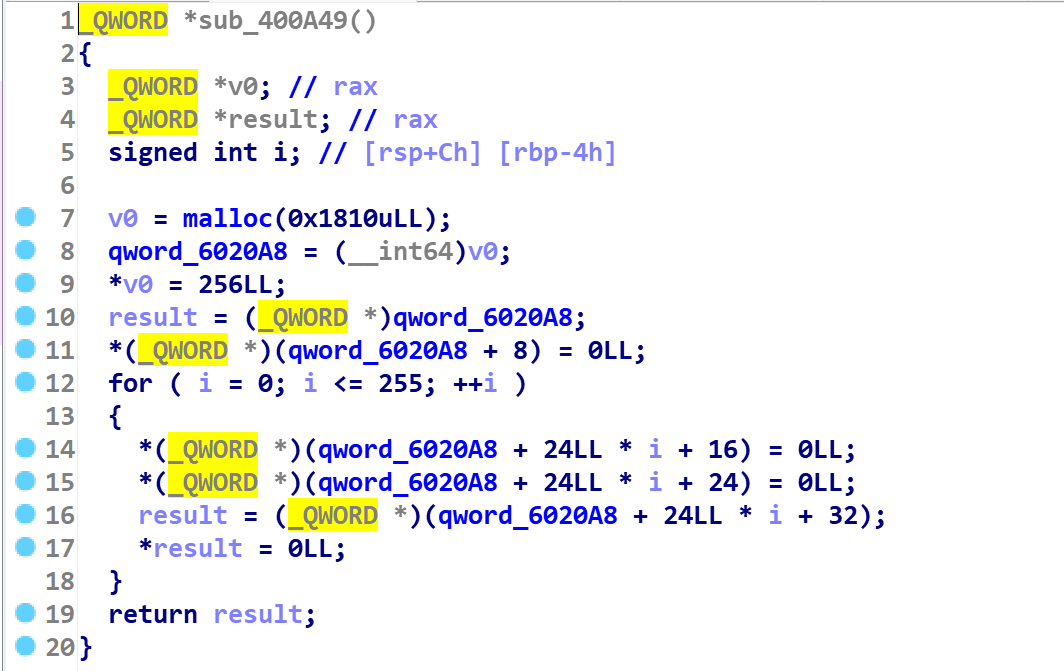 1 _QWORD *sub_400A49()
2 {
3   _QWORD *v0; // rax
4   _QWORD *result; // rax
5   signed int i; // [rsp+Ch] [rbp-4h]
6
7   v0 = malloc(0x1810uLL);
8   qword_6020A8 = (__int64)v0;
9   *v0 = 256LL;
10   result = (_QWORD *)qword_6020A8;
11   *(_QWORD *)(qword_6020A8 + 8) = 0LL;
12   for ( i = 0; i <= 255; ++i )
13   {
14     *(_QWORD *)(qword_6020A8 + 24LL * i + 16) = 0LL;
15     *(_QWORD *)(qword_6020A8 + 24LL * i + 24) = 0LL;
16     result = (_QWORD *)(qword_6020A8 + 24LL * i + 32);
17     *result = 0LL;
18   }
19   return result;
20 }